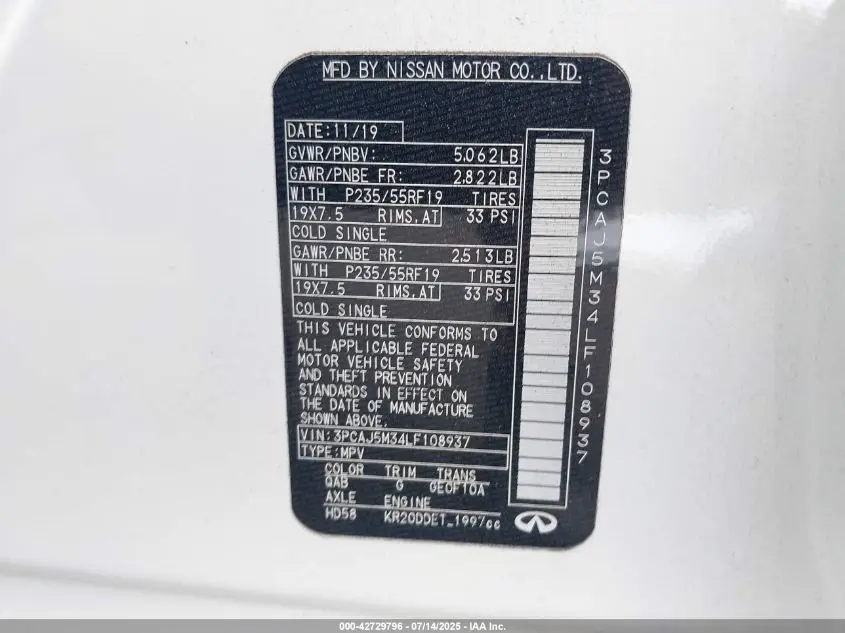 MFD BY NISSAN MOTOR CO.,LTD.
DATE:11/19
GVWR/PNBV: 5,062LB
GAWR/PNBE FR: 2,822LB
WITH P235/55RF19 TIRES
19X7.5 RIMS,AT 33 PSI
COLD SINGLE
GAWR/PNBE RR: 2,513LB
WITH P235/55RF19 TIRES
19X7.5 RIMS,AT 33 PSI
COLD SINGLE
THIS VEHICLE CONFORMS TO
ALL APPLICABLE FEDERAL
MOTOR VEHICLE SAFETY
AND THEFT PREVENTION
STANDARDS IN EFFECT ON
THE DATE OF MANUFACTURE
SHOWN ABOVE.
VIN:3PCAJ5M34LF108937
TYPE:MPV
COLOR TRIM TRANS
QAB G GEOF10A
AXLE ENGINE
HD58 KR20DDET_1997cc
3PCAJ5M34LF108937
000-42729796 - 07/14/2025 - IAA Inc.